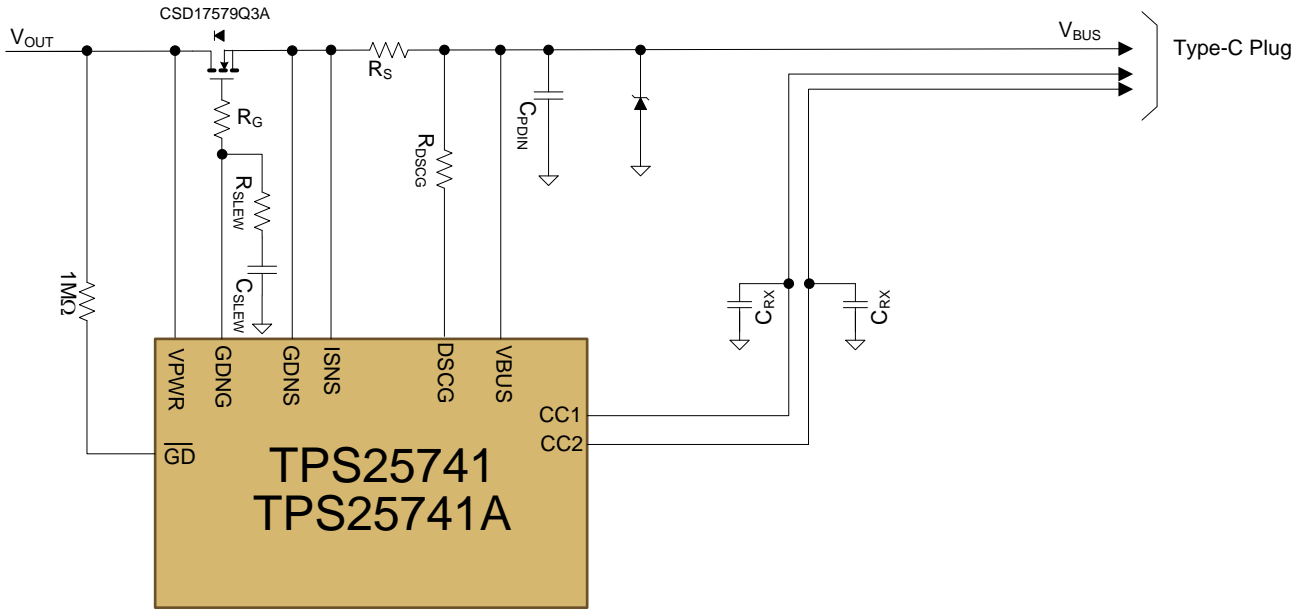 CSD17579Q3A
VOUT
VBUS
Type-C Plug
RS
RG
CPDIN
RDSCG
RSLEW
CSLEW
1MΩ
CRX
CRX
VPWR
GDNG
GDNS
ISNS
DSCG
VBUS
CC1
CC2
GD
TPS25741
TPS25741A